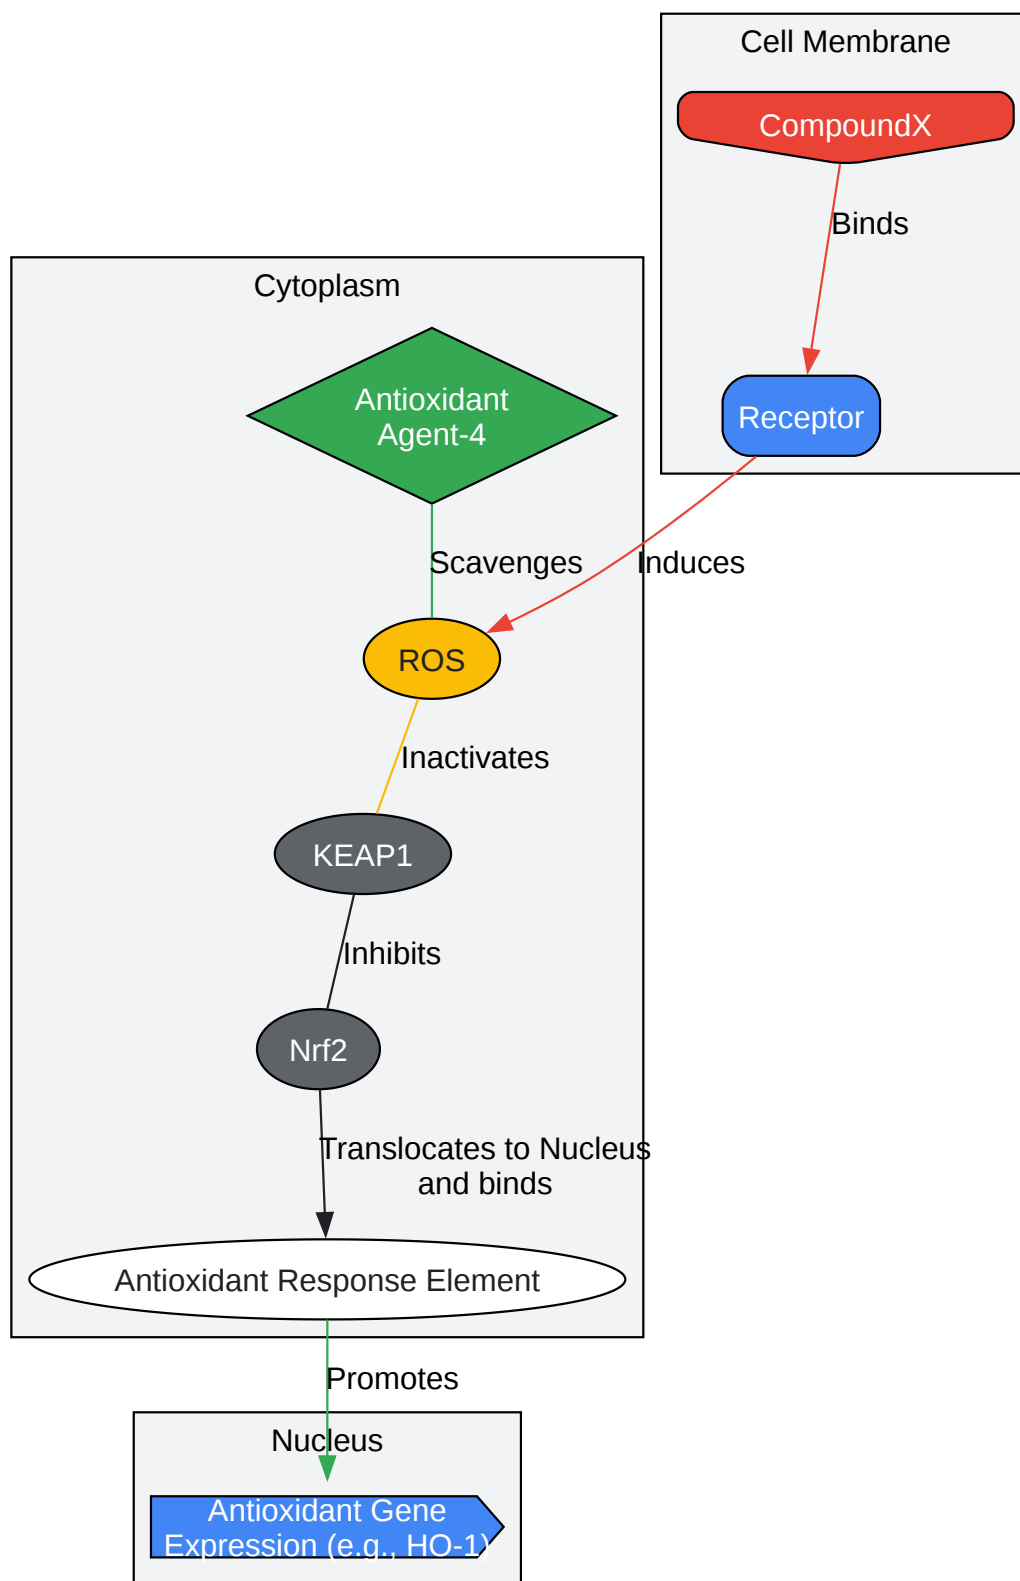 Cell Membrane
CompoundX
Binds
Cytoplasm
Antioxidant
Agent-4
Receptor
Scavenges
Induces
ROS
Inactivates
KEAP1
Inhibits
Nrf2
Translocates to Nucleus
and binds
Antioxidant Response Element
Promotes
Nucleus
Antioxidant Gene
Expression (e.g., HO-1)